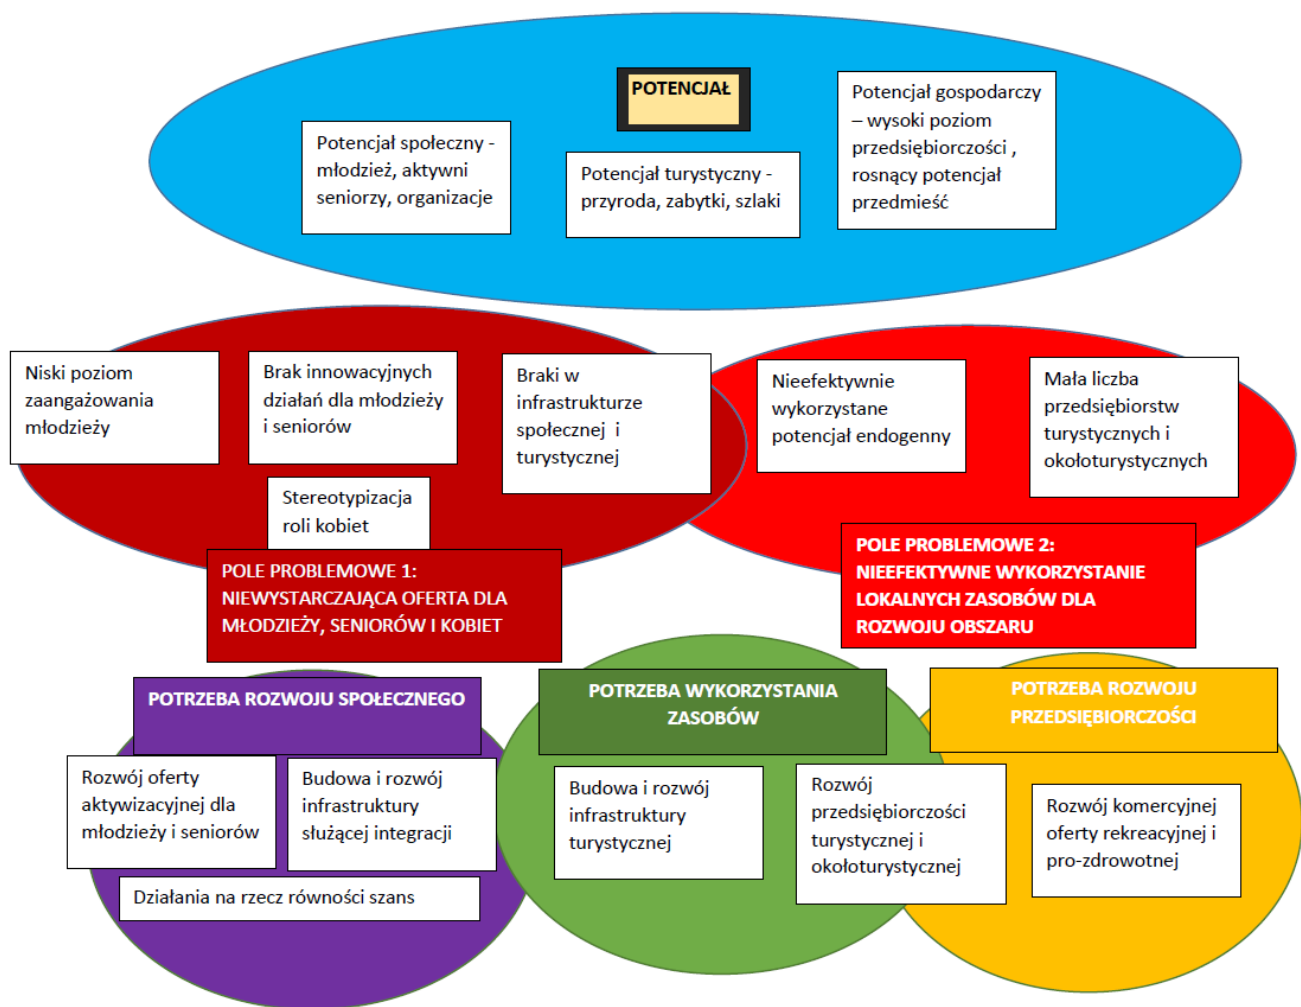 POTENCJAŁ
Potencjał społeczny -
młodzież, aktywni
seniorzy, organizacje
Potencjał turystyczny -
przyroda, zabytki, szlaki
Potencjał gospodarczy
– wysoki poziom
przedsiębiorczości ,
rosnący potencjał
przedmieść
Niski poziom
zaangażowania
młodzieży
Brak innowacyjnych
działań dla młodzieży
i seniorów
Braki w
infrastrukturze
społecznej i
turystycznej
Stereotypizacja
roli kobiet
POLE PROBLEMOWE 1:
NIEWYSTARCZAJĄCA OFERTA DLA
MŁODZIEŻY, SENIORÓW I KOBIET
Nieefektywnie
wykorzystane
potencjał endogenny
Mała liczba
przedsiębiorstw
turystycznych i
okołoturystycznych
POLE PROBLEMOWE 2:
NIEEFEKTYWNE WYKORZYSTANIE
LOKALNYCH ZASOBÓW DLA
ROZWOJU OBSZARU
POTRZEBA ROZWOJU SPOŁECZNEGO
Rozwój oferty
aktywizacyjnej dla
młodzieży i seniorów
Budowa i rozwój
infrastruktury
służącej integracji
Działania na rzecz równości szans
POTRZEBA WYKORZYSTANIA
ZASOBÓW
Budowa i rozwój
infrastruktury
turystycznej
Rozwój
przedsiębiorczości
turystycznej i
okołoturystycznej
POTRZEBA ROZWOJU
PRZEDSIĘBIORCZOŚCI
Rozwój komercyjnej
oferty rekreacyjnej i
pro-zdrowotnej